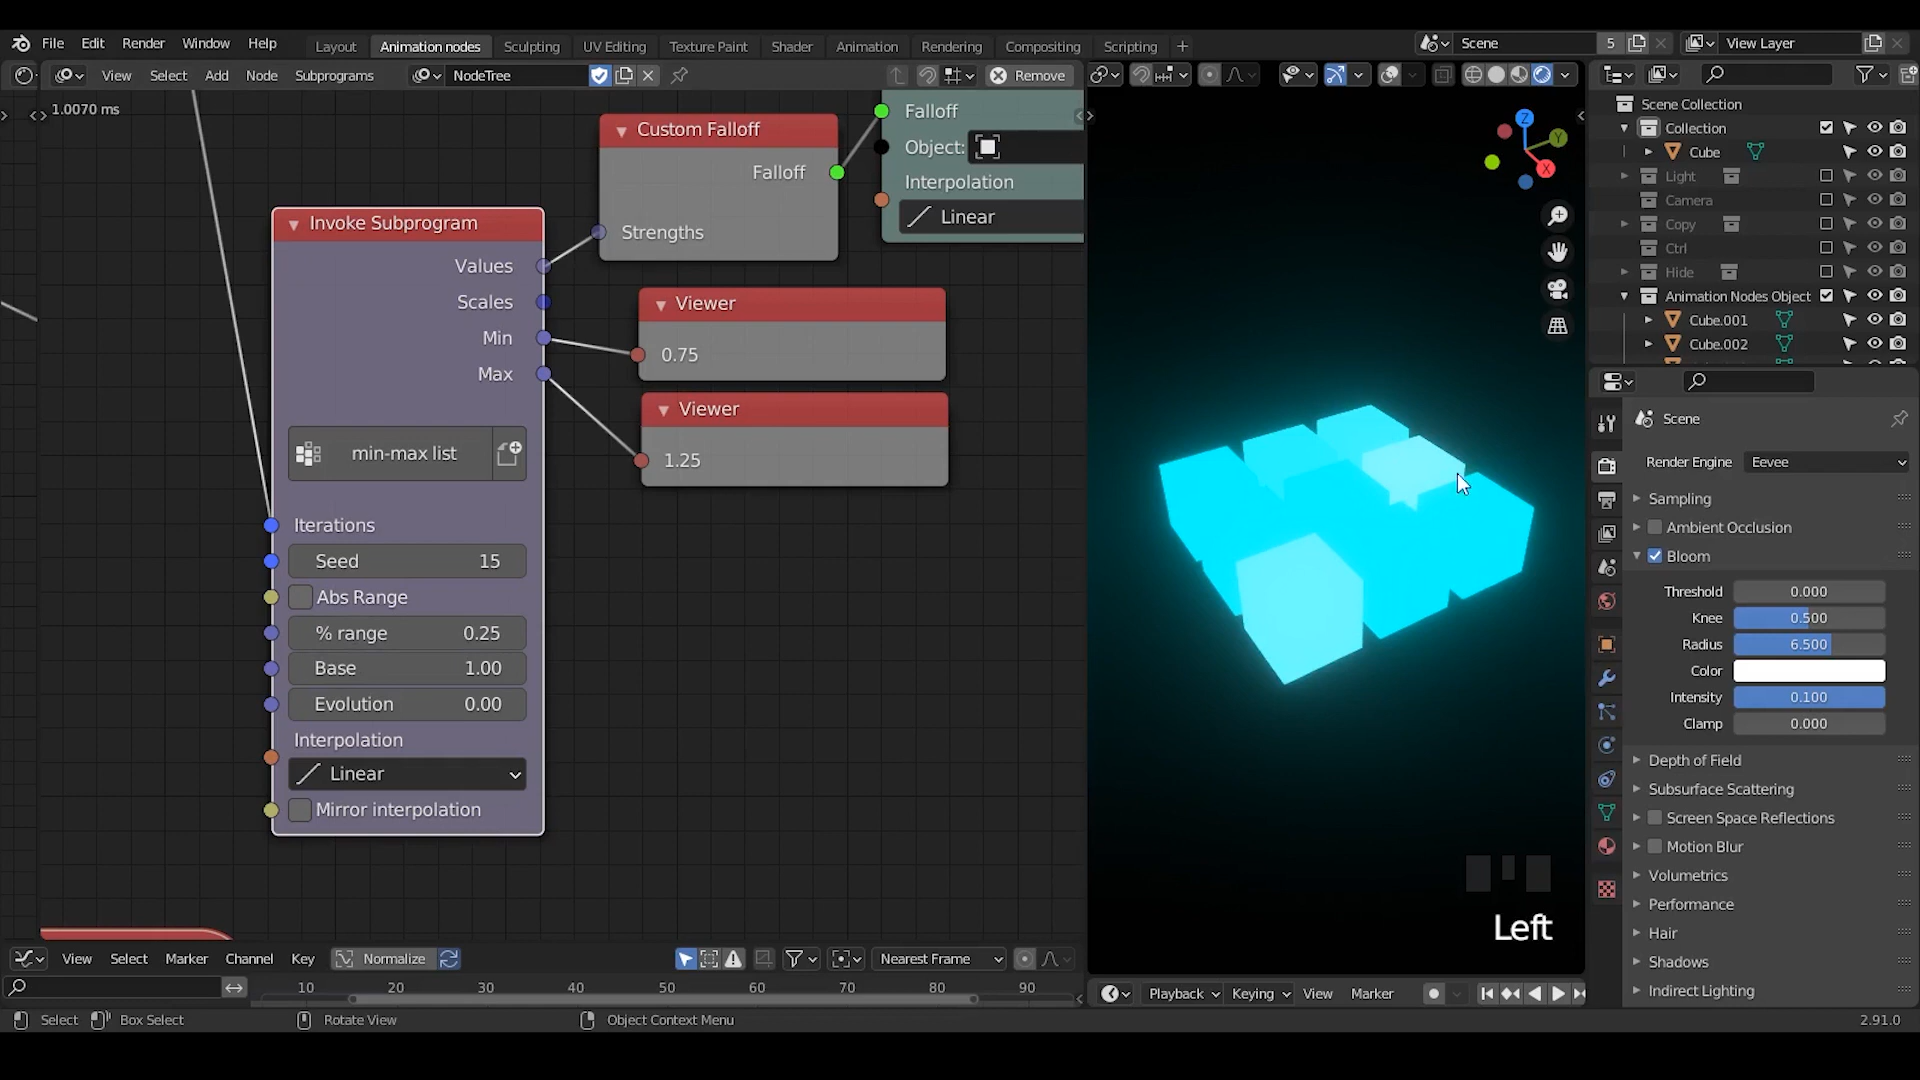 File Edit Render Window Help Layout Animation nodes Sculpting UV Editing Texture Paint Shader Animation Rendering Compositing Scripting + Scene 5 View Layer
View Select Add Node Subprograms NodeTree Remove
1.0070 ms
Custom Falloff
Falloff
Strengths
Falloff
Object:
Interpolation
Linear
Invoke Subprogram
Values
Scales
Min
Max
min-max list
Iterations
Seed 15
Abs Range
% range 0.25
Base 1.00
Evolution 0.00
Interpolation
Linear
Mirror interpolation
Viewer
0.75
Viewer
1.25
Z
Y
X
Left
Scene Collection
Collection
Cube
Light
Camera
Copy
Ctrl
Hide
Animation Nodes Object
Cube.001
Cube.002
Scene
Render Engine Eevee
Sampling
Ambient Occlusion
Bloom
Threshold 0.000
Knee 0.500
Radius 6.500
Color
Intensity 0.100
Clamp 0.000
Depth of Field
Subsurface Scattering
Screen Space Reflections
Motion Blur
Volumetrics
Performance
Hair
Shadows
Indirect Lighting
View Select Marker Channel Key Normalize Nearest Frame
10 20 30 40 50 60 70 80 90
Playback Keying View Marker
Select Box Select Rotate View Object Context Menu 2.91.0